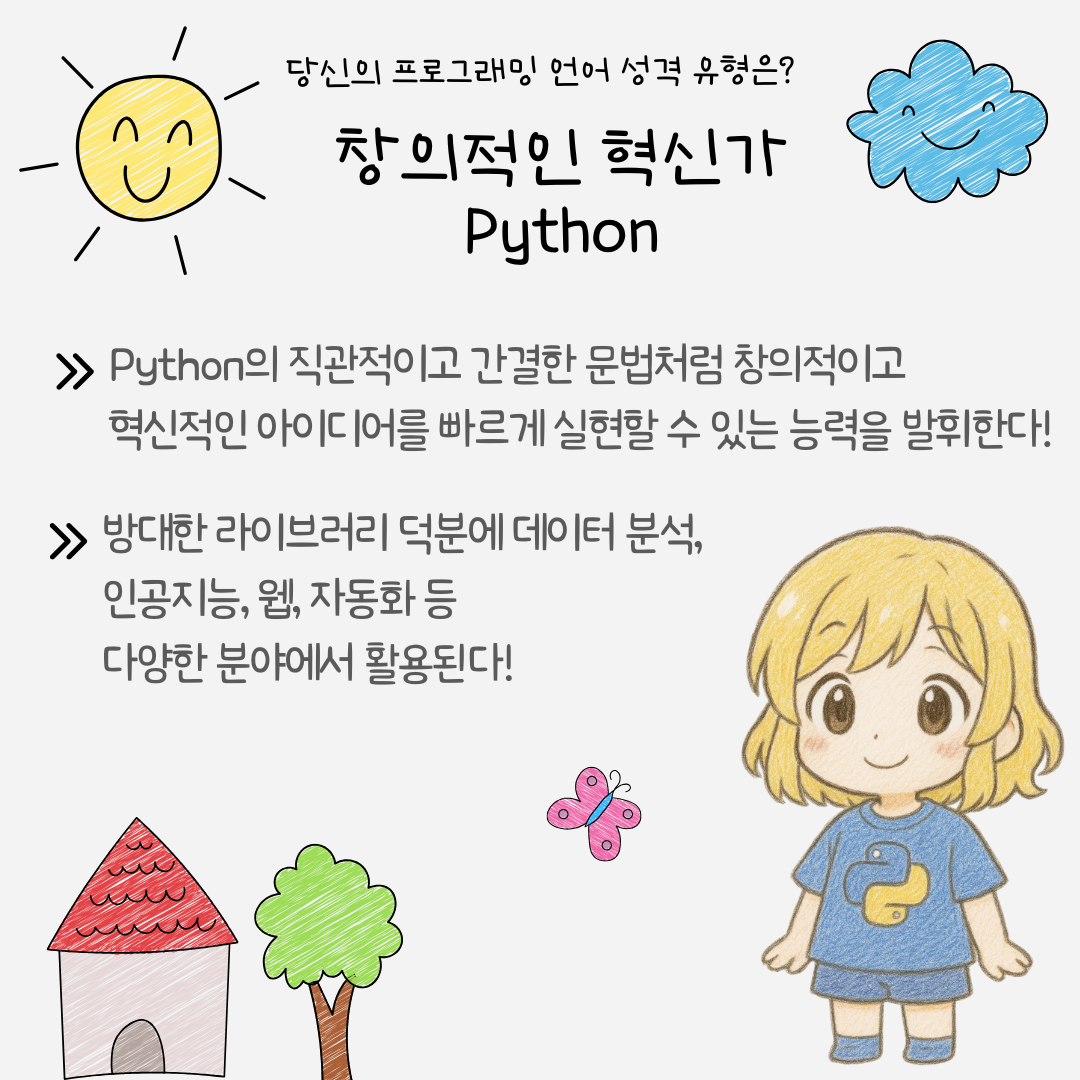 당신의 프로그래밍 언어 성격 유형은?
창의적인 혁신가
Python
Python의 직관적이고 간결한 문법처럼 창의적이고
혁신적인 아이디어를 빠르게 실현할 수 있는 능력을 발휘한다!
방대한 라이브러리 덕분에 데이터 분석,
인공지능, 웹, 자동화 등
다양한 분야에서 활용된다!